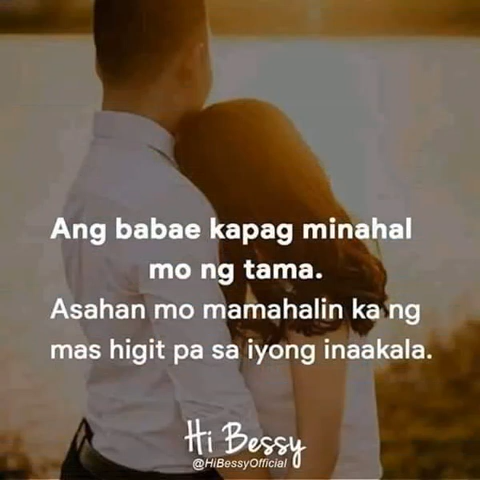 Ang babae kapag minahal
mo ng tama.
Asahan mo mamahalin ka ng
mas higit pa sa iyong inaakala.
Hi Bessy
@HiBessyOfficial